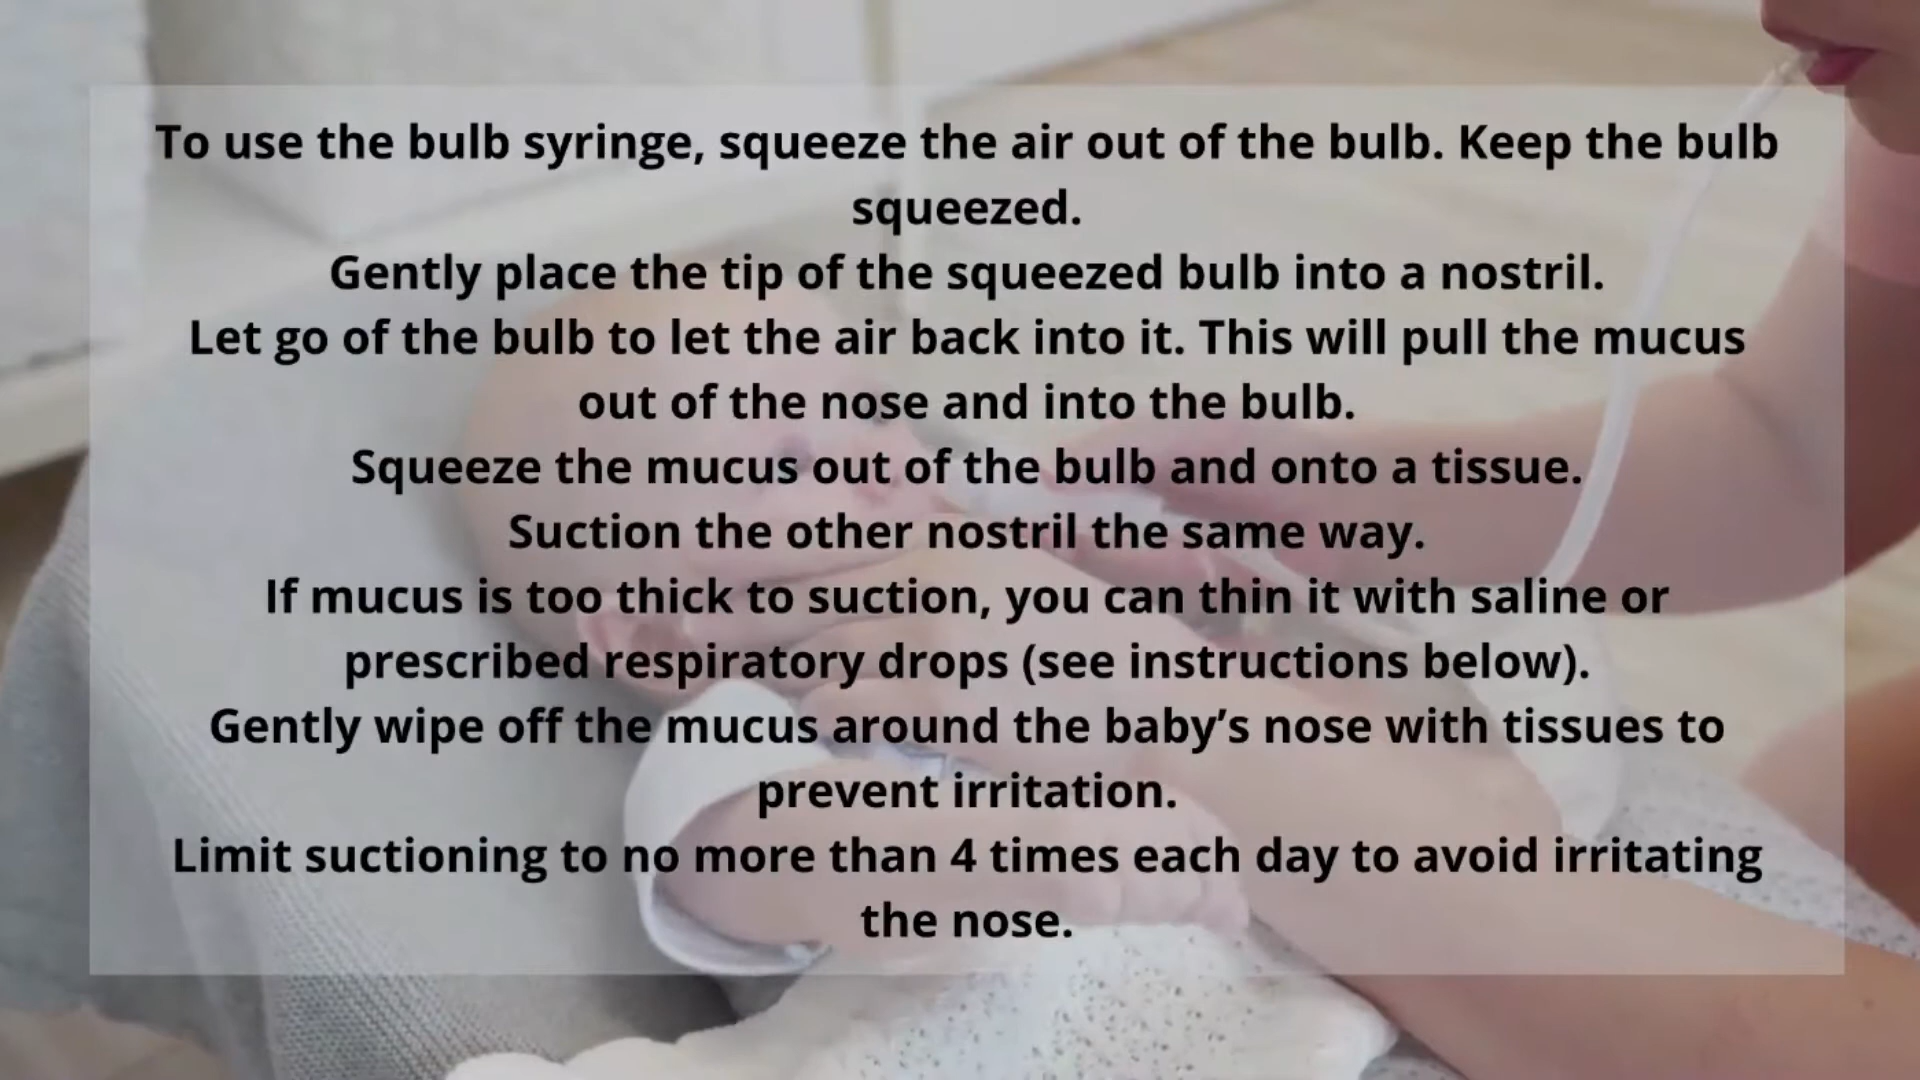 To use the bulb syringe, squeeze the air out of the bulb. Keep the bulb
squeezed.
Gently place the tip of the squeezed bulb into a nostril.
Let go of the bulb to let the air back into it. This will pull the mucus
out of the nose and into the bulb.
Squeeze the mucus out of the bulb and onto a tissue.
Suction the other nostril the same way.
If mucus is too thick to suction, you can thin it with saline or
prescribed respiratory drops (see instructions below).
Gently wipe off the mucus around the baby’s nose with tissues to
prevent irritation.
Limit suctioning to no more than 4 times each day to avoid irritating
the nose.